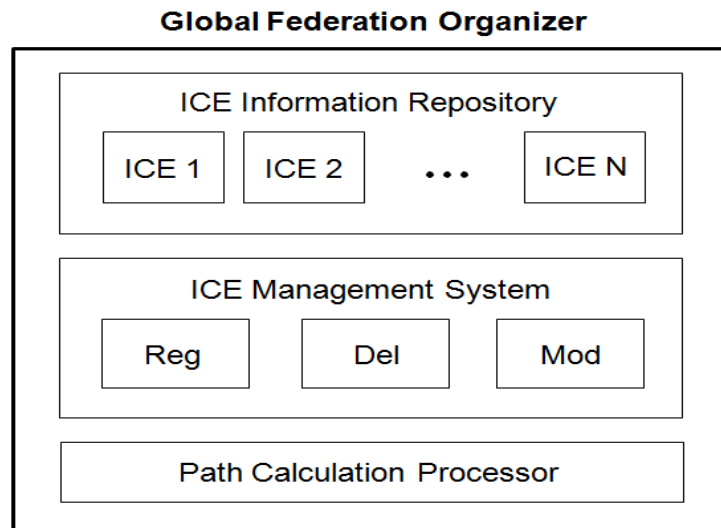 Global Federation Organizer
ICE Information Repository
ICE 1 ICE 2 ... ICE N
ICE Management System
Reg Del Mod
Path Calculation Processor